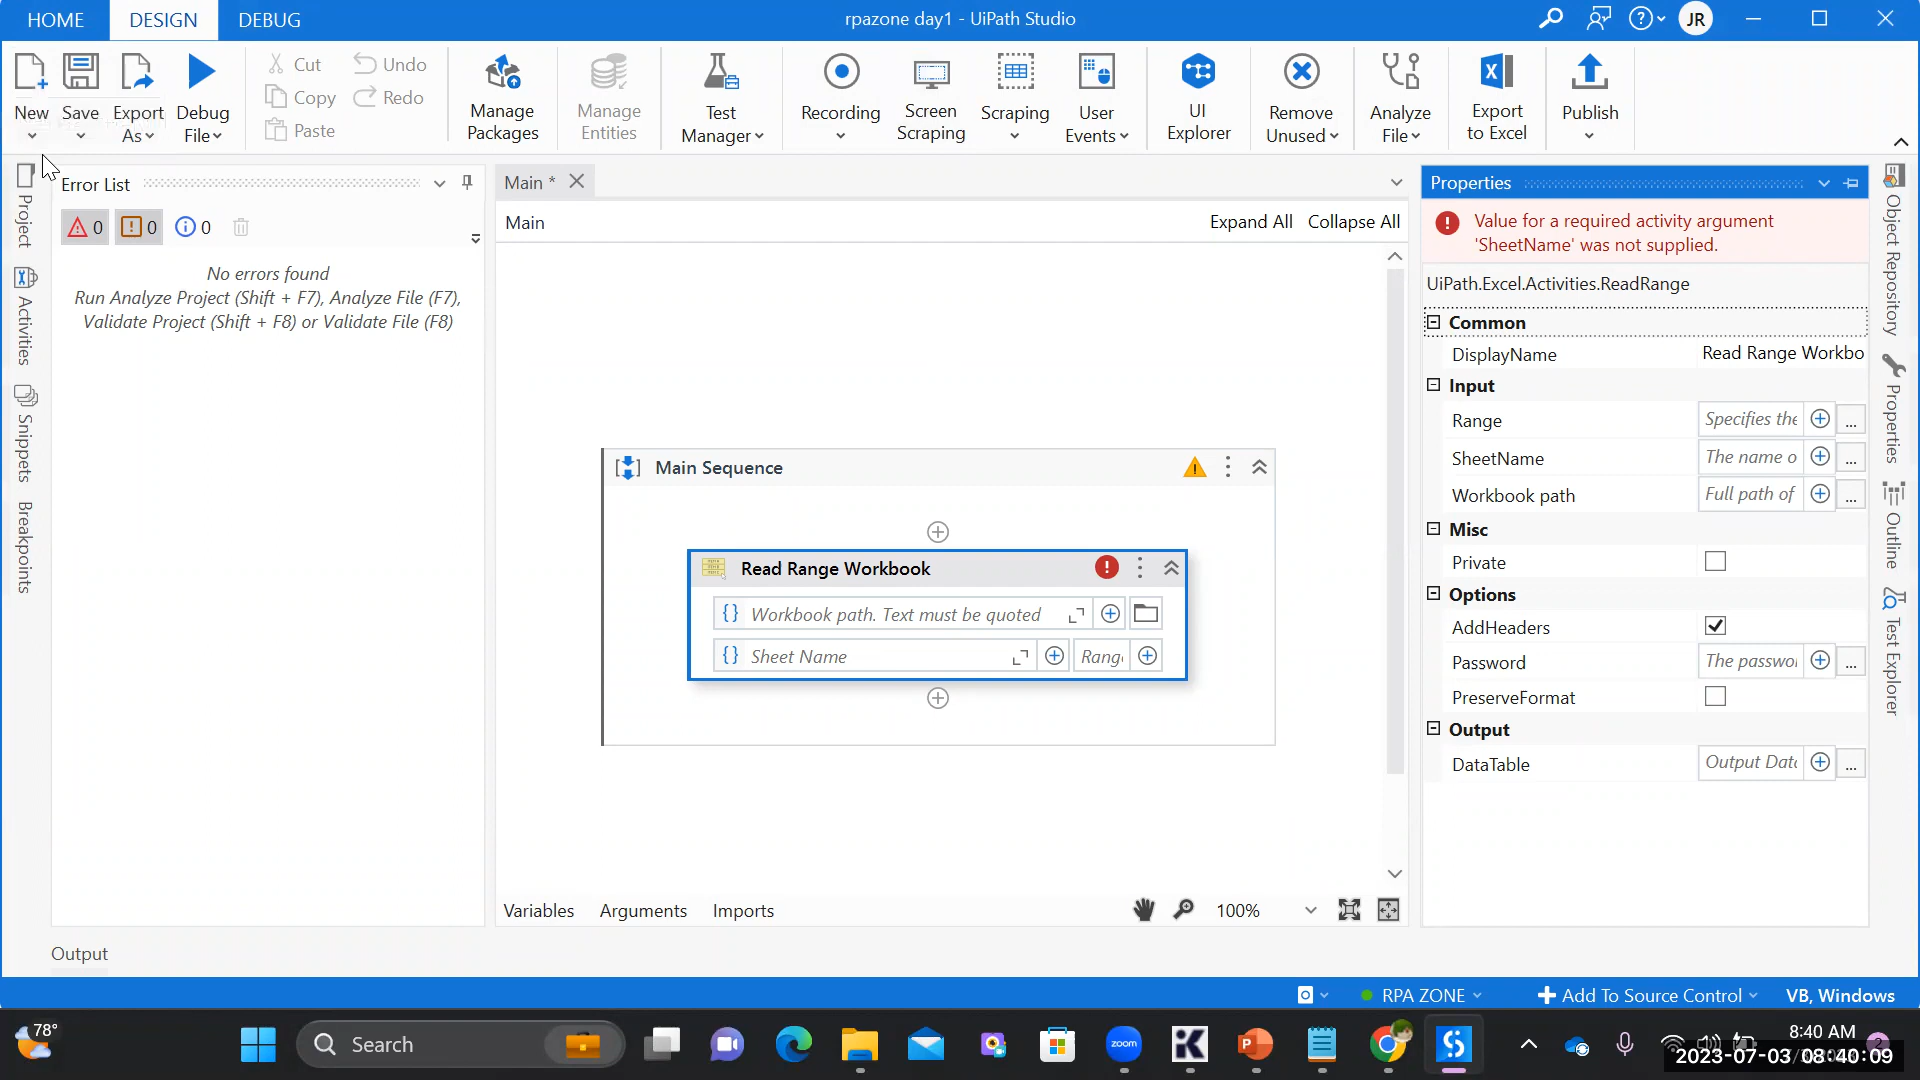 HOME DESIGN DEBUG
rpazone day1 - UiPath Studio
JR
New
Save
Export As
Debug File
Cut
Copy
Paste
Undo
Redo
Manage Packages
Manage Entities
Test Manager
Recording
Screen Scraping
Scraping
User Events
UI Explorer
Remove Unused
Analyze File
Export to Excel
Publish
Project
Activities
Snippets
Breakpoints
Error List
0 0 0
No errors found
Run Analyze Project (Shift + F7), Analyze File (F7),
Validate Project (Shift + F8) or Validate File (F8)
Main *
Main
Expand All Collapse All
Main Sequence
Read Range Workbook
Workbook path. Text must be quoted
Sheet Name
Rang
Variables Arguments Imports
100%
Output
Properties
Value for a required activity argument
'SheetName' was not supplied.
UiPath.Excel.Activities.ReadRange
Common
DisplayName Read Range Workbo
Input
Range Specifies the ...
SheetName The name o ...
Workbook path Full path of ...
Misc
Private
Options
AddHeaders
Password The passwo ...
PreserveFormat
Output
DataTable Output Data ...
Object Repository
Properties
Outline
Test Explorer
RPA ZONE
Add To Source Control
VB, Windows
78°
Search
zoom
8:40 AM
2
2023-07-03 08:40:09